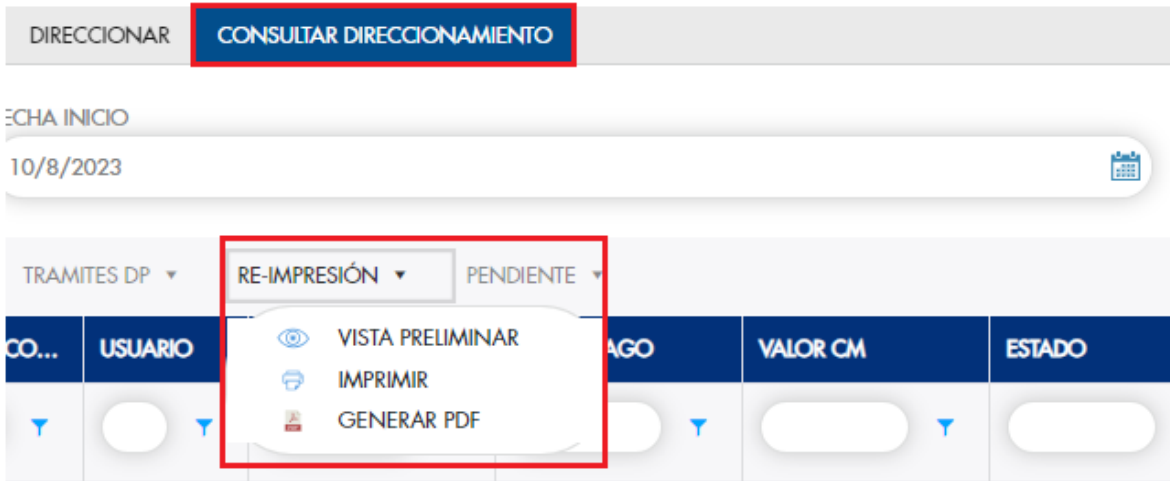 DIRECCIONAR CONSULTAR DIRECCIONAMIENTO
ECHA INICIO
10/8/2023
TRAMITES DP RE-IMPRESIÓN PENDIENTE
CO... USUARIO AGO VALOR CM ESTADO
VISTA PRELIMINAR
IMPRIMIR
GENERAR PDF